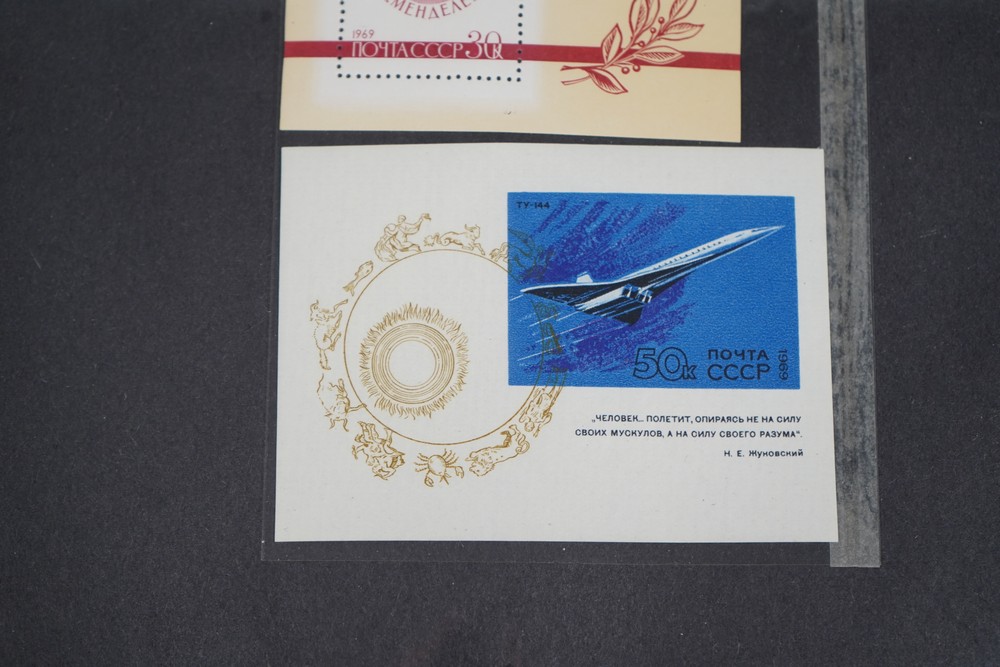 МЕНДЕЛЕ
1969
ПОЧТА СССР 30к
ТУ-144
50к ПОЧТА СССР 1969
„ЧЕЛОВЕК... ПОЛЕТИТ, ОПИРАЯСЬ НЕ НА СИЛУ
СВОИХ МУСКУЛОВ, А НА СИЛУ СВОЕГО РАЗУМА“.
Н. Е. Жуковский